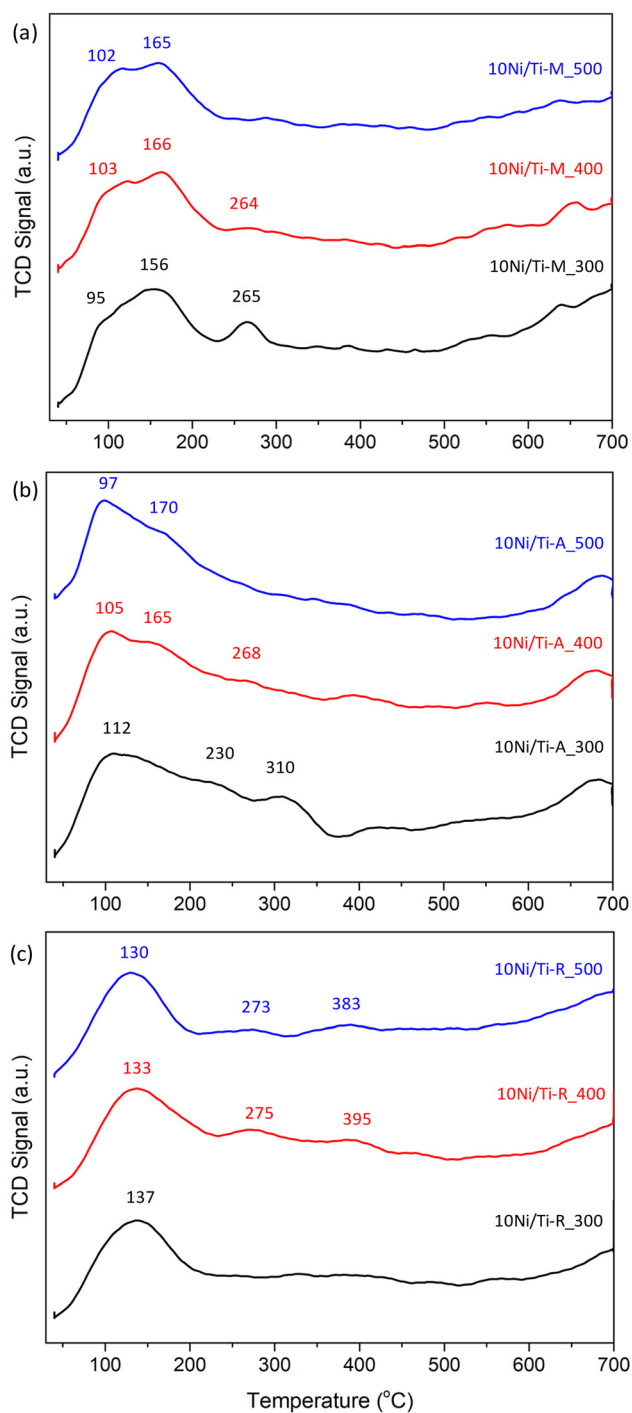 (a)
102 165
10Ni/Ti-M_500
103 166 264
10Ni/Ti-M_400
95 156 265
10Ni/Ti-M_300
TCD Signal (a.u.)
100 200 300 400 500 600 700
(b)
97 170
10Ni/Ti-A_500
105 165 268
10Ni/Ti-A_400
112 230 310
10Ni/Ti-A_300
TCD Signal (a.u.)
100 200 300 400 500 600 700
(c)
130 273 383
10Ni/Ti-R_500
133 275 395
10Ni/Ti-R_400
137
10Ni/Ti-R_300
TCD Signal (a.u.)
100 200 300 400 500 600 700
Temperature (°C)